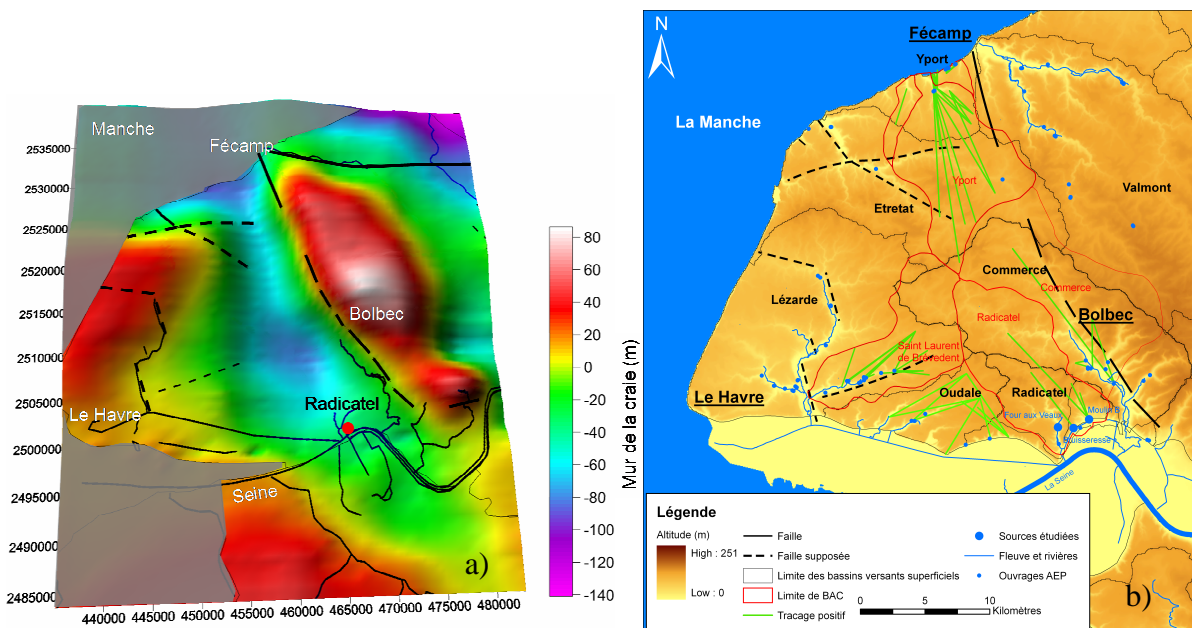 Manche
Fécamp
Bolbec
Radicatel
Le Havre
Seine
a)
2535000
2530000
2525000
2520000
2515000
2510000
2505000
2500000
2495000
2490000
2485000
440000
445000
450000
455000
460000
465000
470000
475000
480000
80
60
40
20
0
-20
-40
-60
-80
-100
-120
-140
Mur de la craie (m)
N
Fécamp
Yport
La Manche
Yport
Valmont
Etretat
Commerce
Commerce
Lézarde
Radicatel
Bolbec
Saint Laurent
de Brévedent
Le Havre
Oudale
Radicatel
Four aux Veaux
La Seine
b)
Légende
Altitude (m)
High : 251
Low : 0
Faille
Faille supposée
Limite des bassins versants superficiels
Limite de BAC
Tracage positif
Sources étudiées
Fleuve et rivières
Ouvrages AEP
0 5 10
Kilomètres